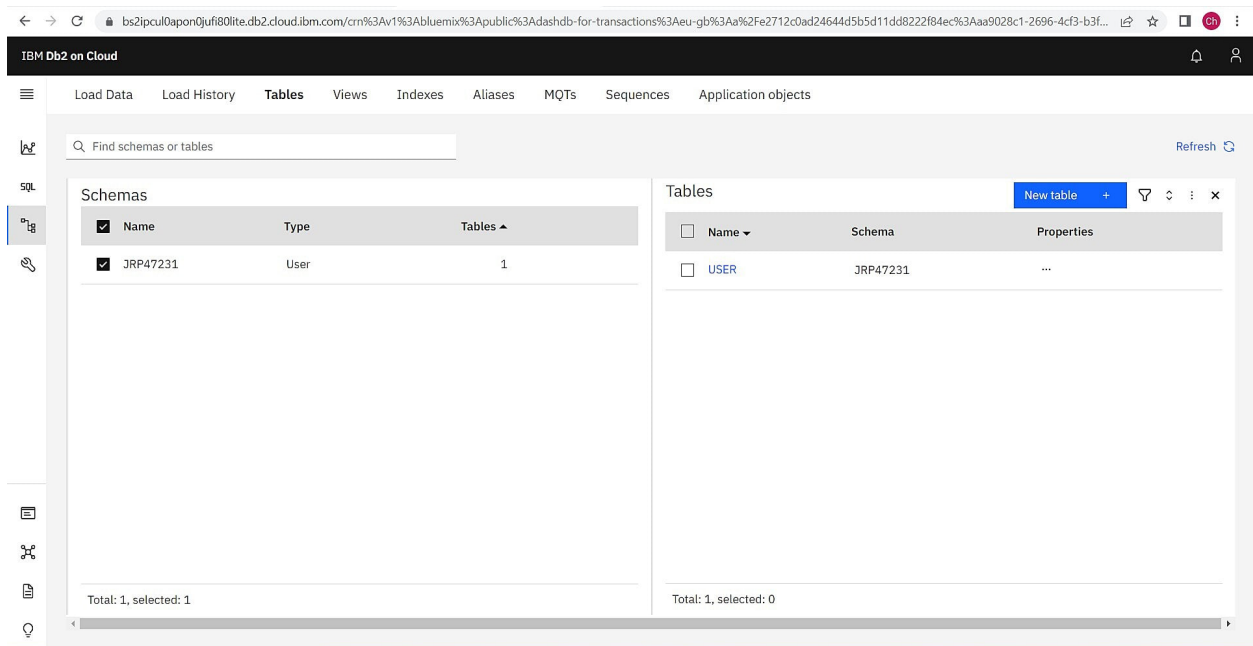 bs2ipcul0apon0jufi80lite.db2.cloud.ibm.com/crn%3Av1%3Abluemix%3Apublic%3Adashdb-for-transactions%3Aeu-gb%3Aa%2Fe2712c0ad24644d5b5d11dd8222f84ec%3Aaa9028c1-2696-4cf3-b3f... Ch
IBM Db2 on Cloud
Load Data Load History Tables Views Indexes Aliases MQTs Sequences Application objects
Find schemas or tables Refresh
SQL
Schemas
Name Type Tables
JRP47231 User 1
Total: 1, selected: 1
Tables New table +
Name Schema Properties
USER JRP47231 ...
Total: 1, selected: 0